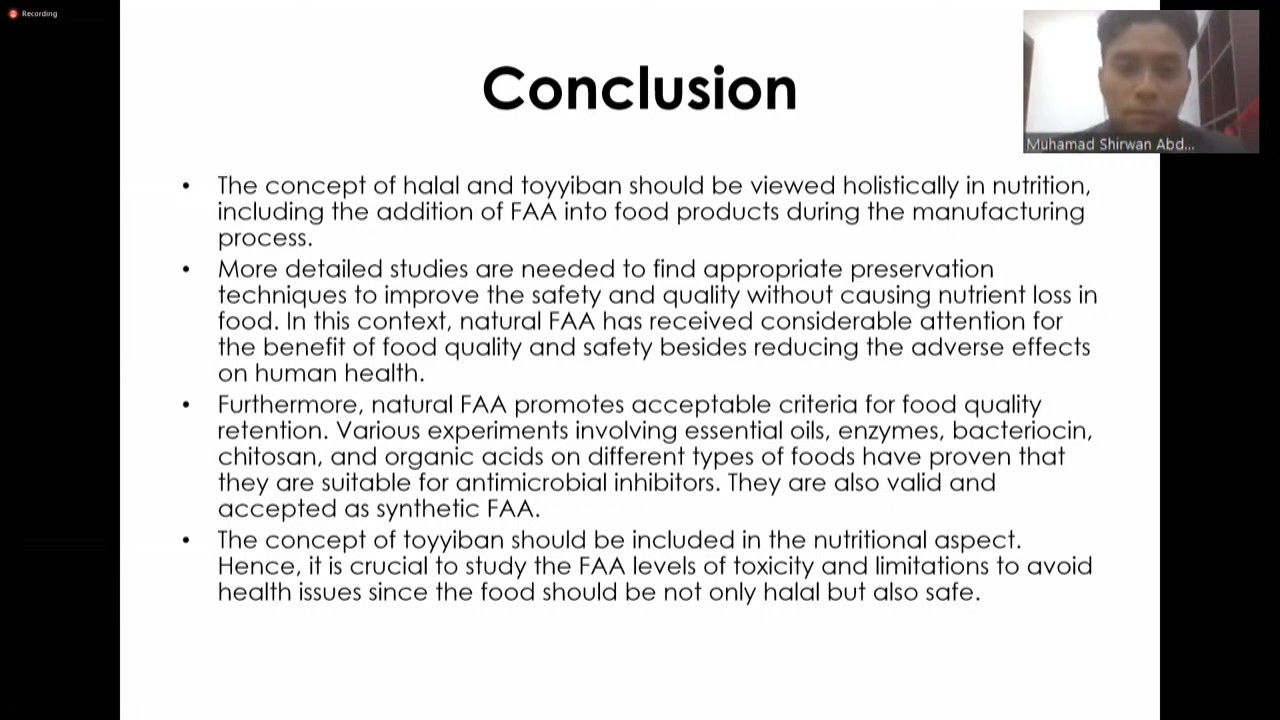 Recording
Conclusion
Muhamad Shirwan Abd...
• The concept of halal and toyyiban should be viewed holistically in nutrition,
including the addition of FAA into food products during the manufacturing
process.
• More detailed studies are needed to find appropriate preservation
techniques to improve the safety and quality without causing nutrient loss in
food. In this context, natural FAA has received considerable attention for
the benefit of food quality and safety besides reducing the adverse effects
on human health.
• Furthermore, natural FAA promotes acceptable criteria for food quality
retention. Various experiments involving essential oils, enzymes, bacteriocin,
chitosan, and organic acids on different types of foods have proven that
they are suitable for antimicrobial inhibitors. They are also valid and
accepted as synthetic FAA.
• The concept of toyyiban should be included in the nutritional aspect.
Hence, it is crucial to study the FAA levels of toxicity and limitations to avoid
health issues since the food should be not only halal but also safe.